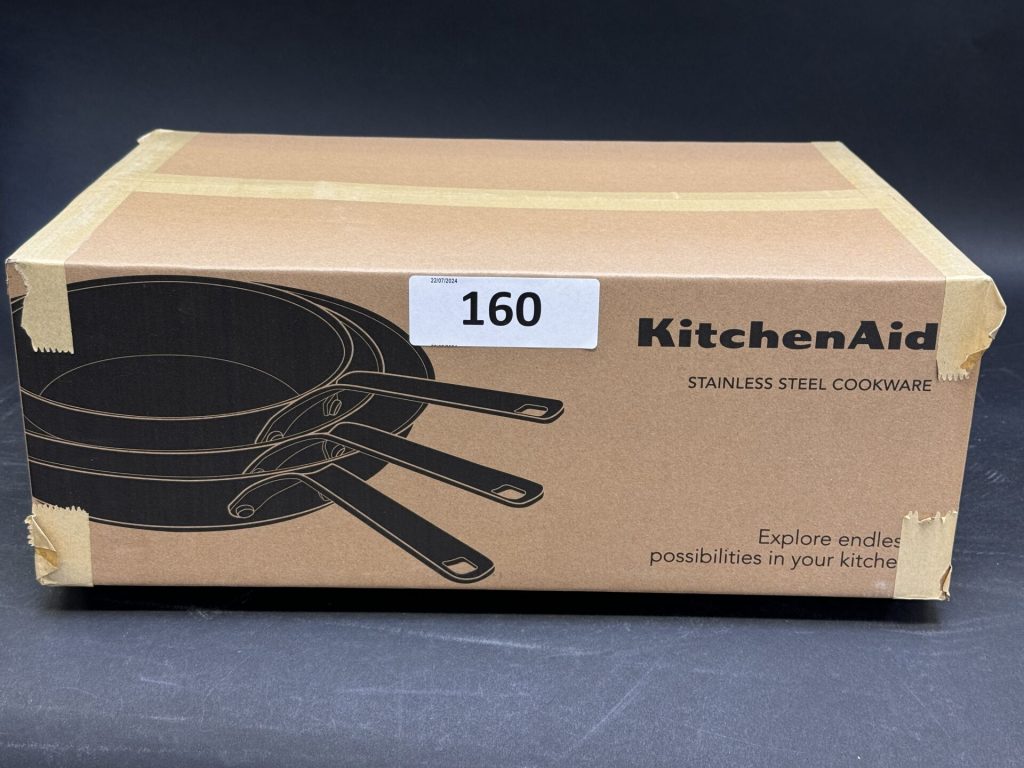 22/07/2024
160
KitchenAid
STAINLESS STEEL COOKWARE
Explore endles
possibilities in your kitche